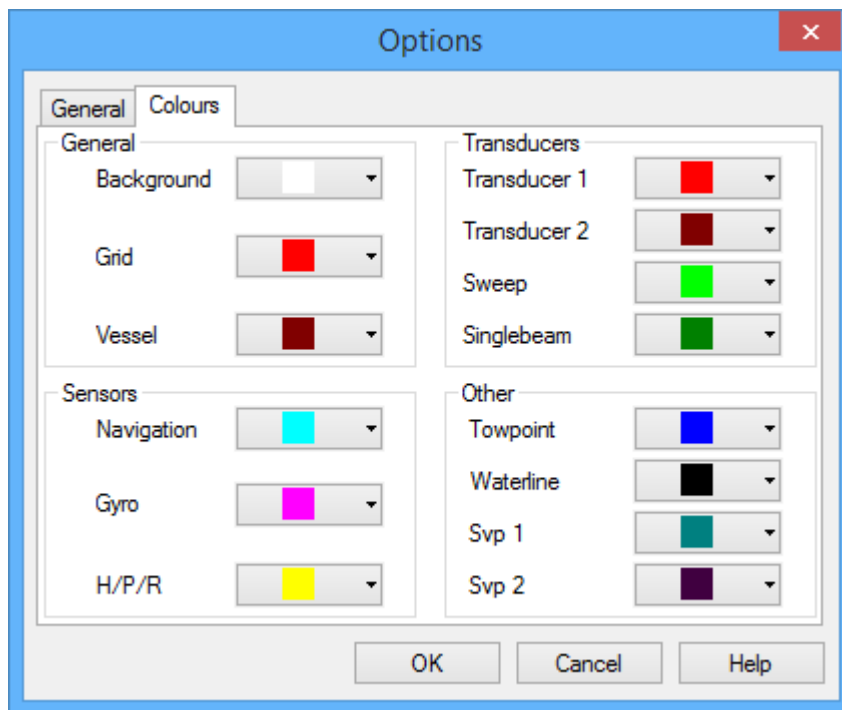 Options
General Colours
General
Background
Grid
Vessel
Transducers
Transducer 1
Transducer 2
Sweep
Singlebeam
Sensors
Navigation
Gyro
H/P/R
Other
Towpoint
Waterline
Svp 1
Svp 2
OK Cancel Help